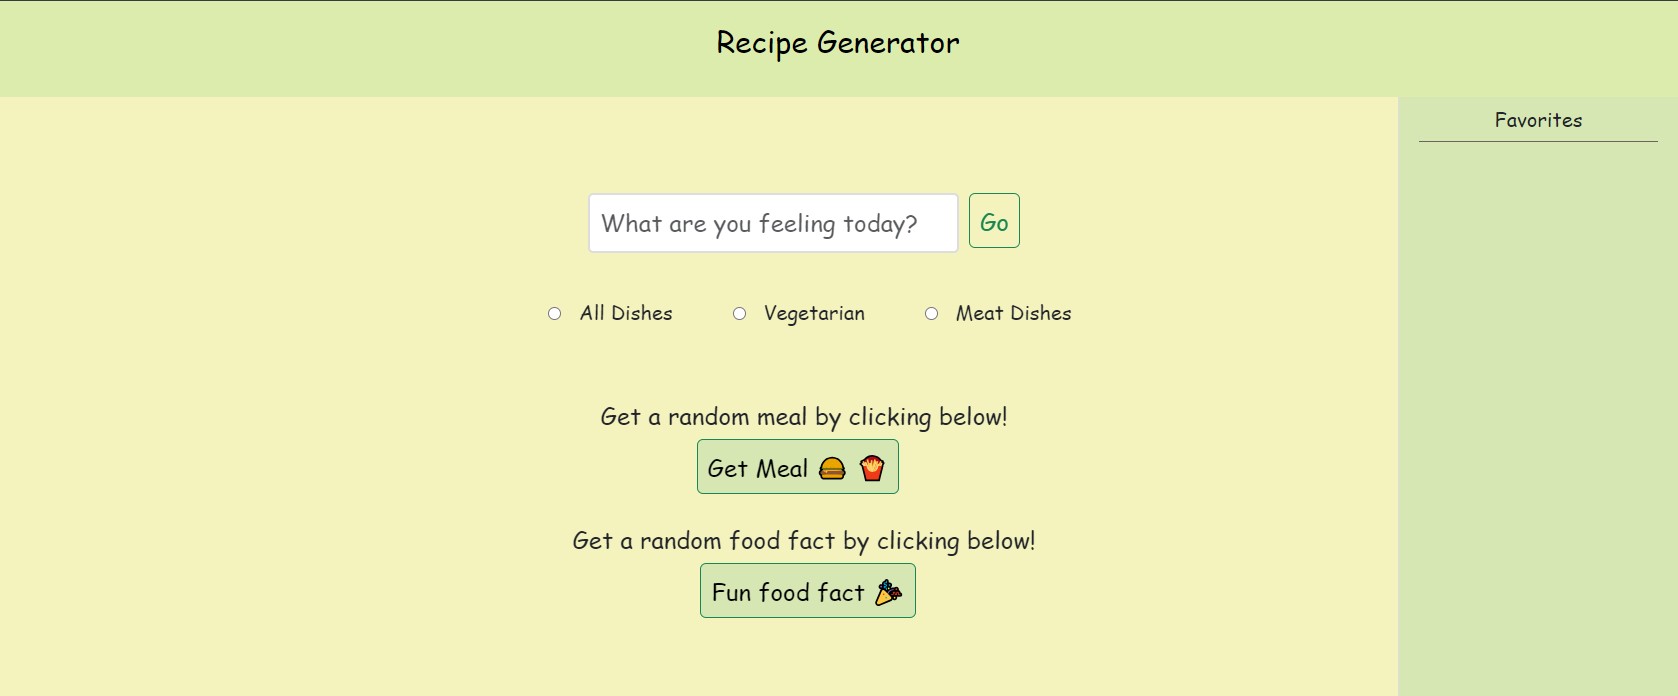 Recipe Generator
Favorites
What are you feeling today?
Go
All Dishes
Vegetarian
Meat Dishes
Get a random meal by clicking below!
Get Meal 🍔 🍟
Get a random food fact by clicking below!
Fun food fact 🎉